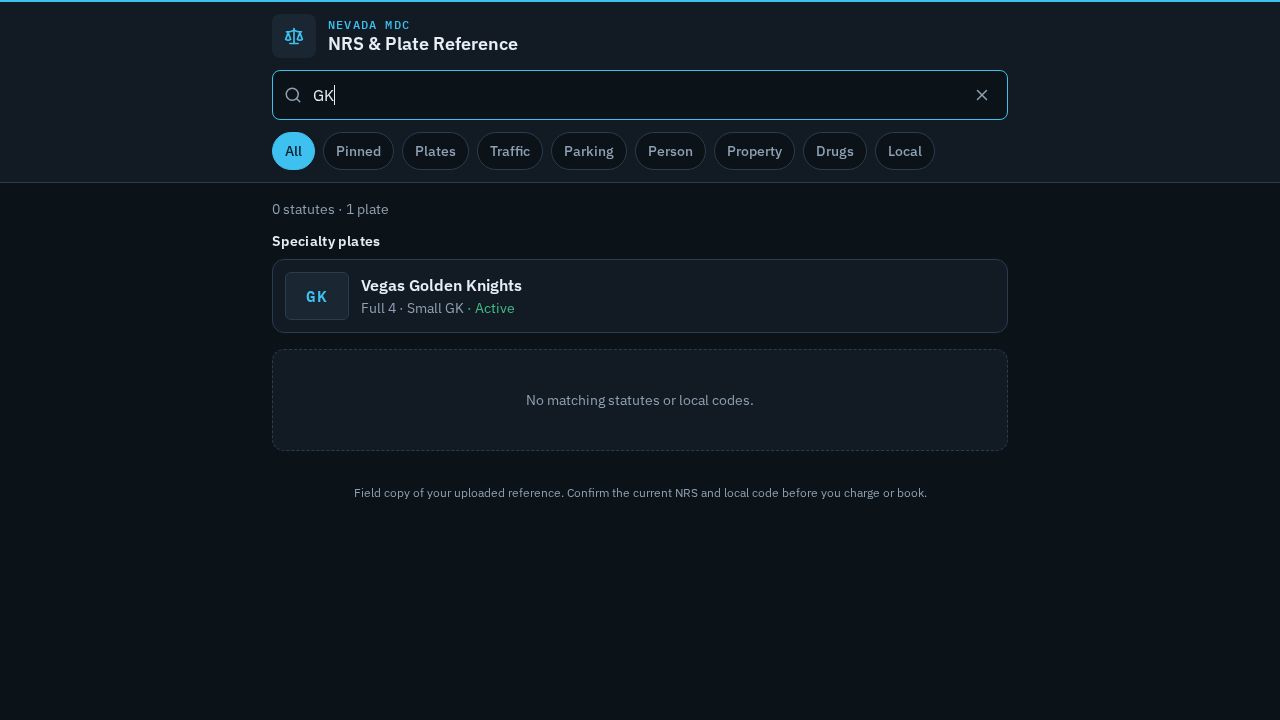 NEVADA MDC
NRS & Plate Reference
GK
All
Pinned
Plates
Traffic
Parking
Person
Property
Drugs
Local
0 statutes · 1 plate
Specialty plates
GK
Vegas Golden Knights
Full 4 · Small GK · Active
No matching statutes or local codes.
Field copy of your uploaded reference. Confirm the current NRS and local code before you charge or book.